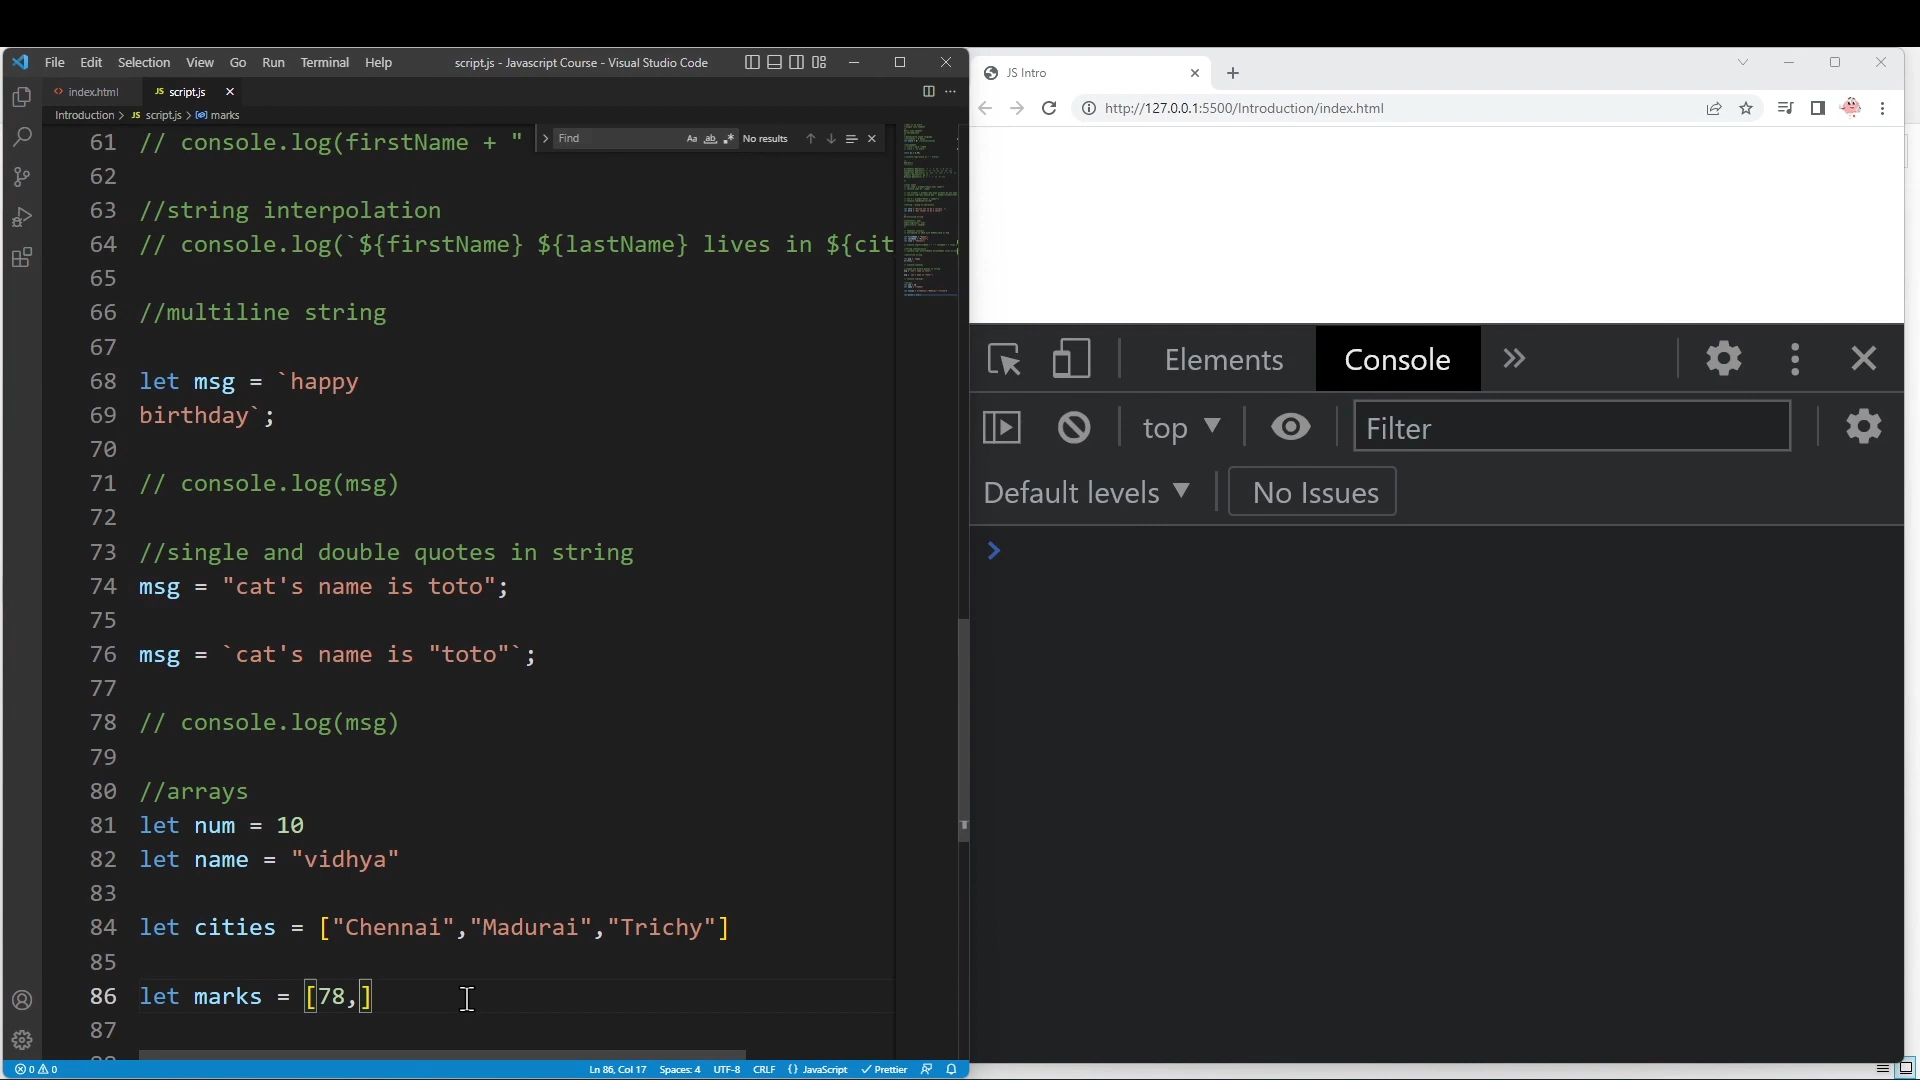 File Edit Selection View Go Run Terminal Help script.js - Javascript Course - Visual Studio Code
index.html JS script.js
Introduction > JS script.js > marks
Find Aa ab .* No results
61 // console.log(firstName + "
62
63 //string interpolation
64 // console.log(`${firstName} ${lastName} lives in ${cit
65
66 //multiline string
67
68 let msg = `happy
69 birthday`;
70
71 // console.log(msg)
72
73 //single and double quotes in string
74 msg = "cat's name is toto";
75
76 msg = `cat's name is "toto"`;
77
78 // console.log(msg)
79
80 //arrays
81 let num = 10
82 let name = "vidhya"
83
84 let cities = ["Chennai","Madurai","Trichy"]
85
86 let marks = [78,]
87
0 0 Ln 86, Col 17 Spaces: 4 UTF-8 CRLF {} JavaScript Prettier
JS Intro
http://127.0.0.1:5500/Introduction/index.html
Elements Console
top Filter
Default levels No Issues